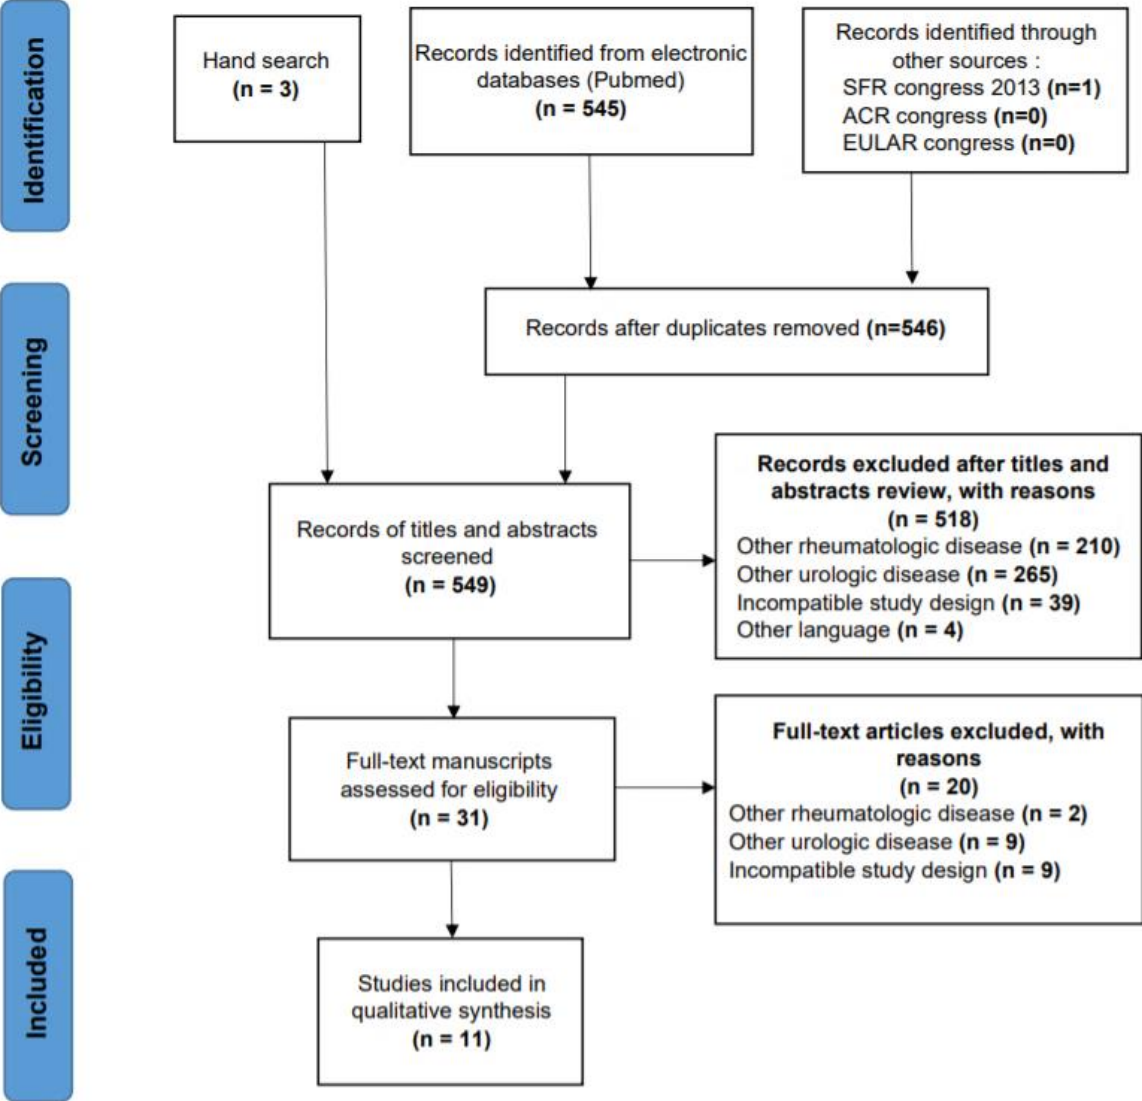 Identification
Hand search
(n = 3)
Records identified from electronic
databases (Pubmed)
(n = 545)
Records identified through
other sources :
SFR congress 2013 (n=1)
ACR congress (n=0)
EULAR congress (n=0)
Screening
Records after duplicates removed (n=546)
Records of titles and abstracts
screened
(n = 549)
Records excluded after titles and
abstracts review, with reasons
(n = 518)
Other rheumatologic disease (n = 210)
Other urologic disease (n = 265)
Incompatible study design (n = 39)
Other language (n = 4)
Eligibility
Full-text manuscripts
assessed for eligibility
(n = 31)
Full-text articles excluded, with
reasons
(n = 20)
Other rheumatologic disease (n = 2)
Other urologic disease (n = 9)
Incompatible study design (n = 9)
Included
Studies included in
qualitative synthesis
(n = 11)